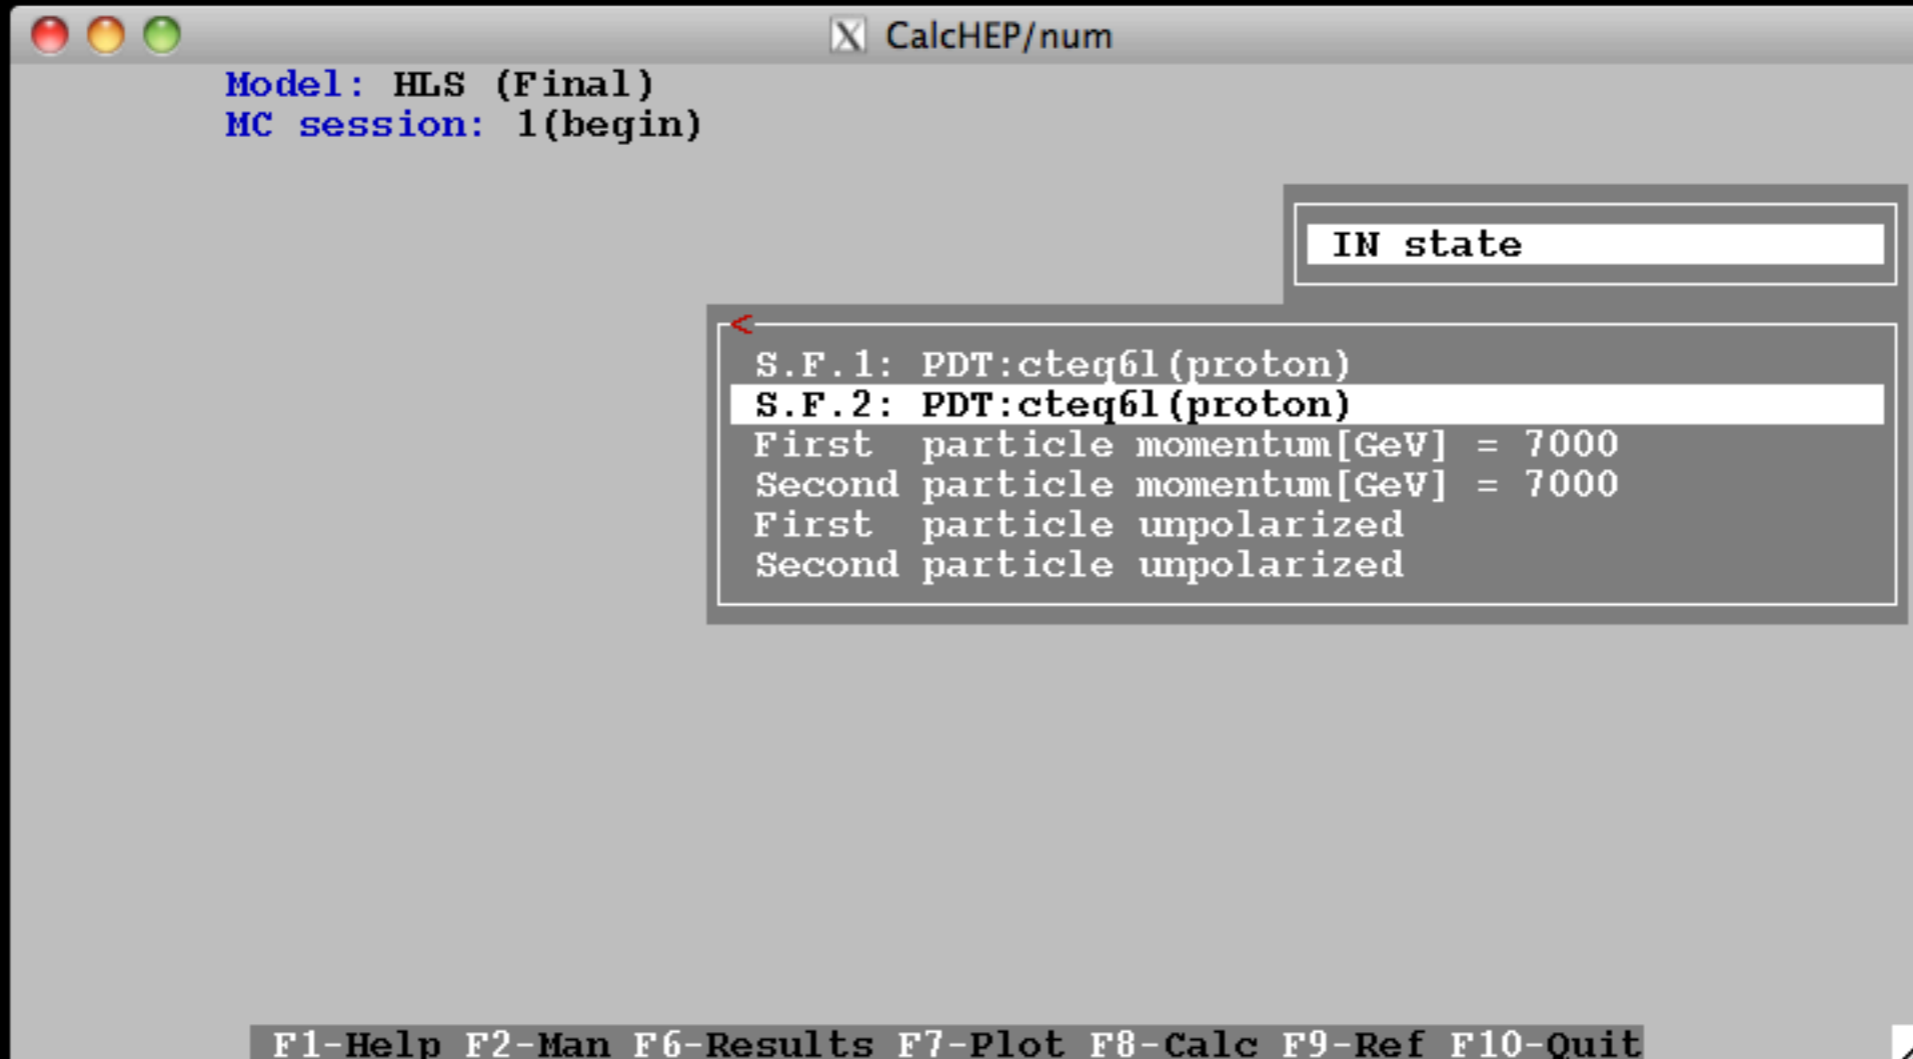 CalcHEP/num
Model: HLS (Final)
MC session: 1(begin)
IN state
<
S.F.1: PDT:cteq6l(proton)
S.F.2: PDT:cteq6l(proton)
First  particle momentum[GeV] = 7000
Second particle momentum[GeV] = 7000
First  particle unpolarized
Second particle unpolarized
F1-Help F2-Man F6-Results F7-Plot F8-Calc F9-Ref F10-Quit